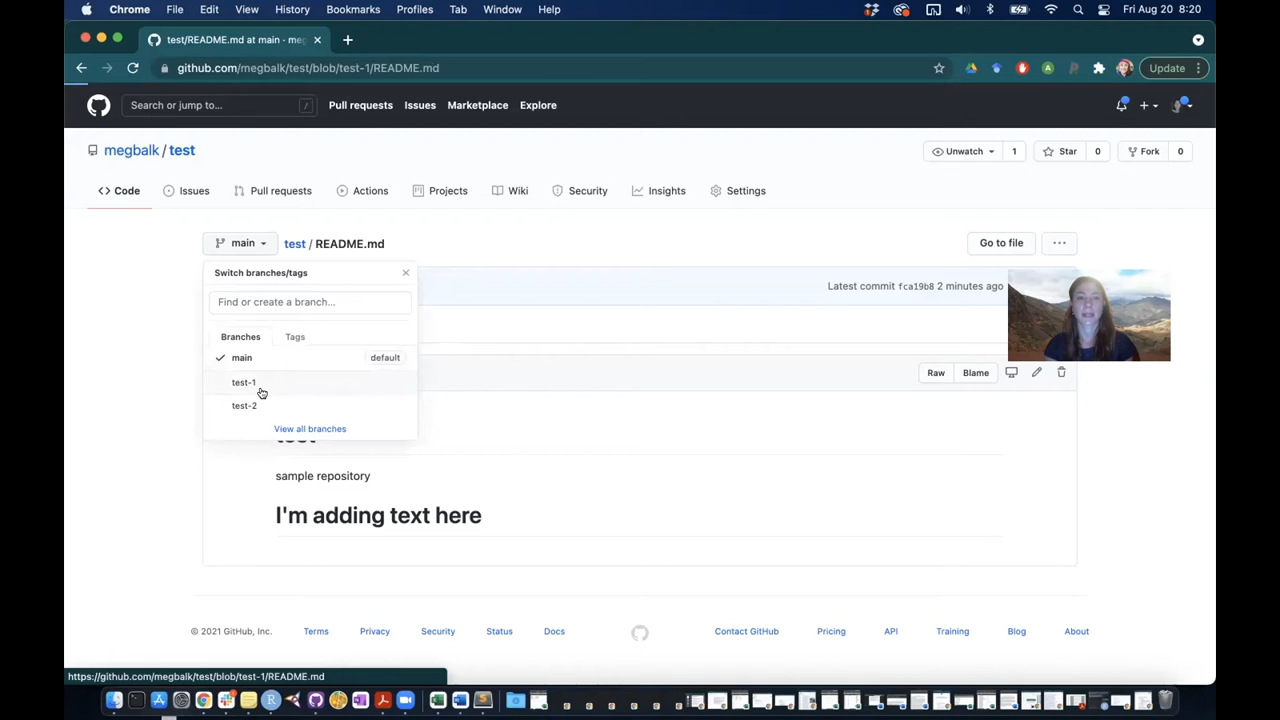 Chrome File Edit View History Bookmarks Profiles Tab Window Help Fri Aug 20 8:20
test/README.md at main · meg
github.com/megbalk/test/blob/test-1/README.md Update
Search or jump to... / Pull requests Issues Marketplace Explore
megbalk / test Unwatch 1 Star 0 Fork 0
Code Issues Pull requests Actions Projects Wiki Security Insights Settings
main test / README.md Go to file ...
Switch branches/tags
Latest commit fca19b8 2 minutes ago
Find or create a branch...
Branches Tags
main default
Raw Blame
test-1
test-2
View all branches
test
sample repository
I'm adding text here
© 2021 GitHub, Inc. Terms Privacy Security Status Docs Contact GitHub Pricing API Training Blog About
https://github.com/megbalk/test/blob/test-1/README.md